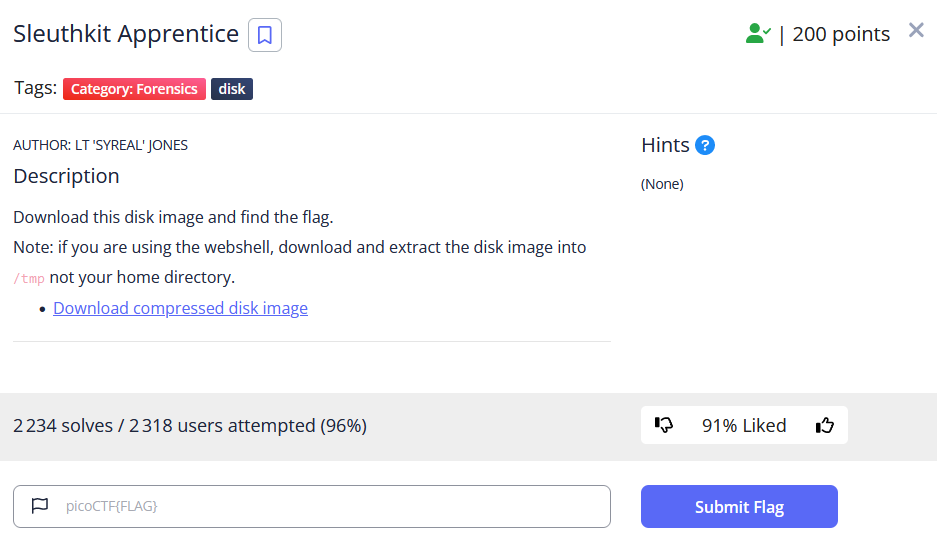 Sleuthkit Apprentice
| 200 points
Tags: Category: Forensics disk
AUTHOR: LT 'SYREAL' JONES
Description
Download this disk image and find the flag.
Note: if you are using the webshell, download and extract the disk image into
/tmp not your home directory.
• Download compressed disk image
Hints ?
(None)
2 234 solves / 2 318 users attempted (96%)
91% Liked
picoCTF{FLAG}
Submit Flag